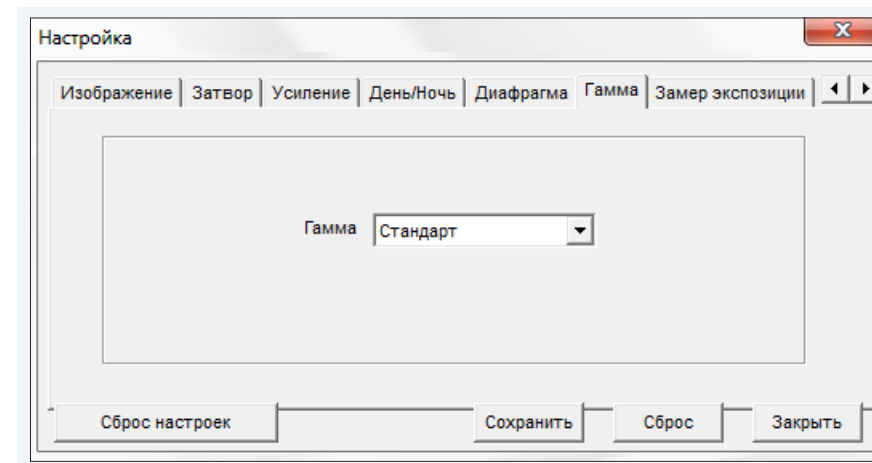 Настройка
Изображение Затвор Усиление День/Ночь Диафрагма Гамма Замер экспозиции
Гамма Стандарт
Сброс настроек Сохранить Сброс Закрыть